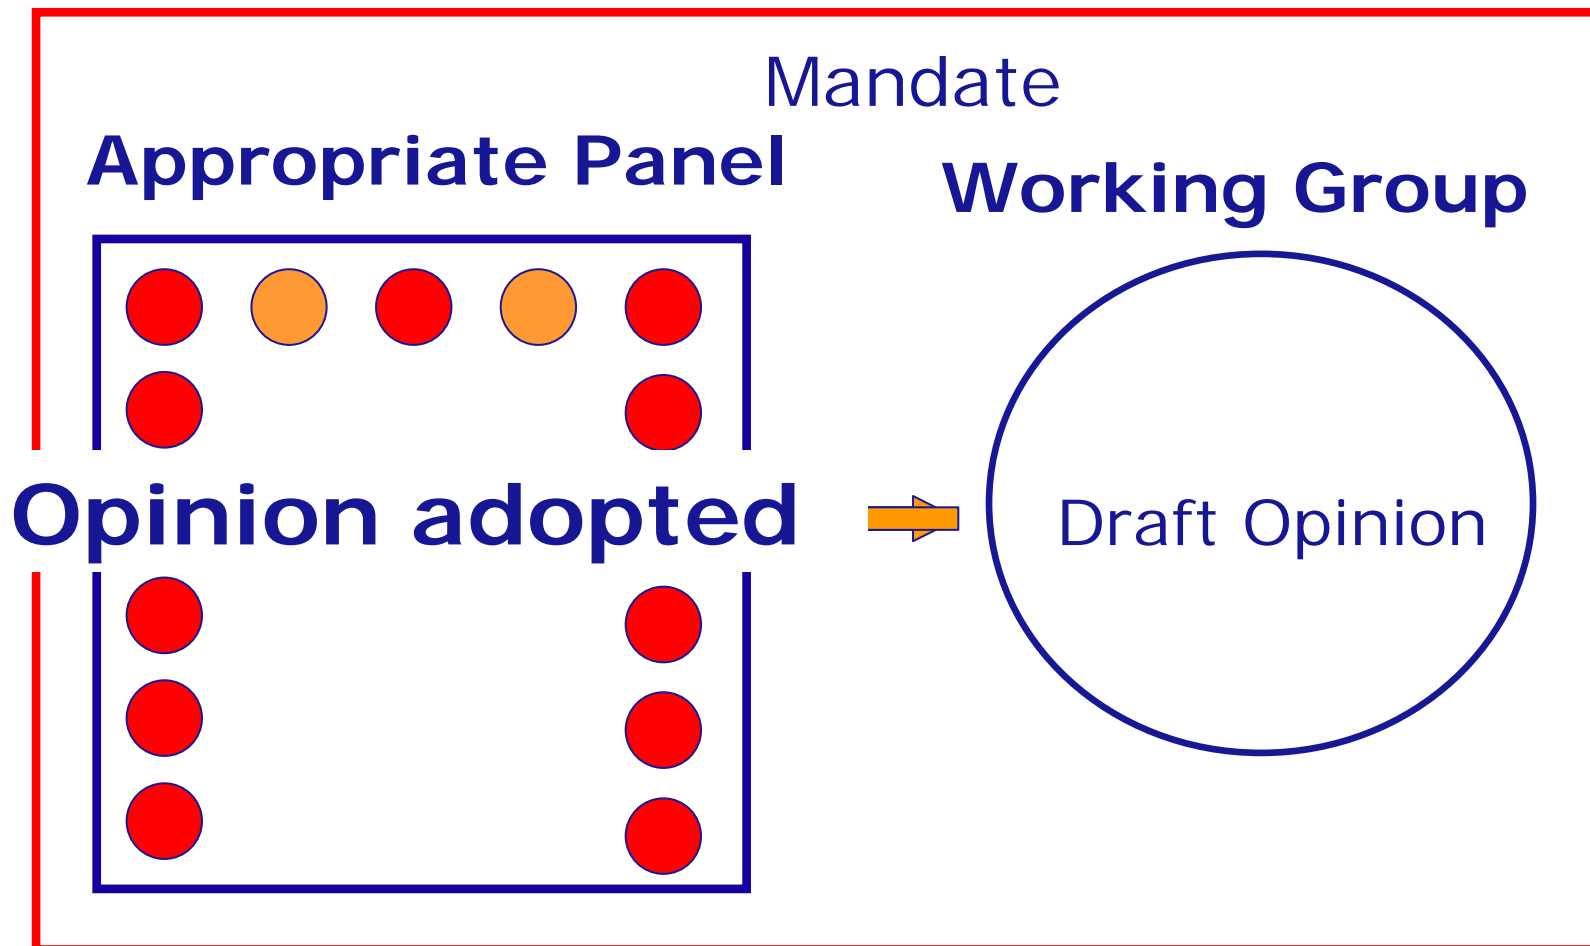 Mandate
Appropriate Panel
Working Group
Opinion adopted
Draft Opinion